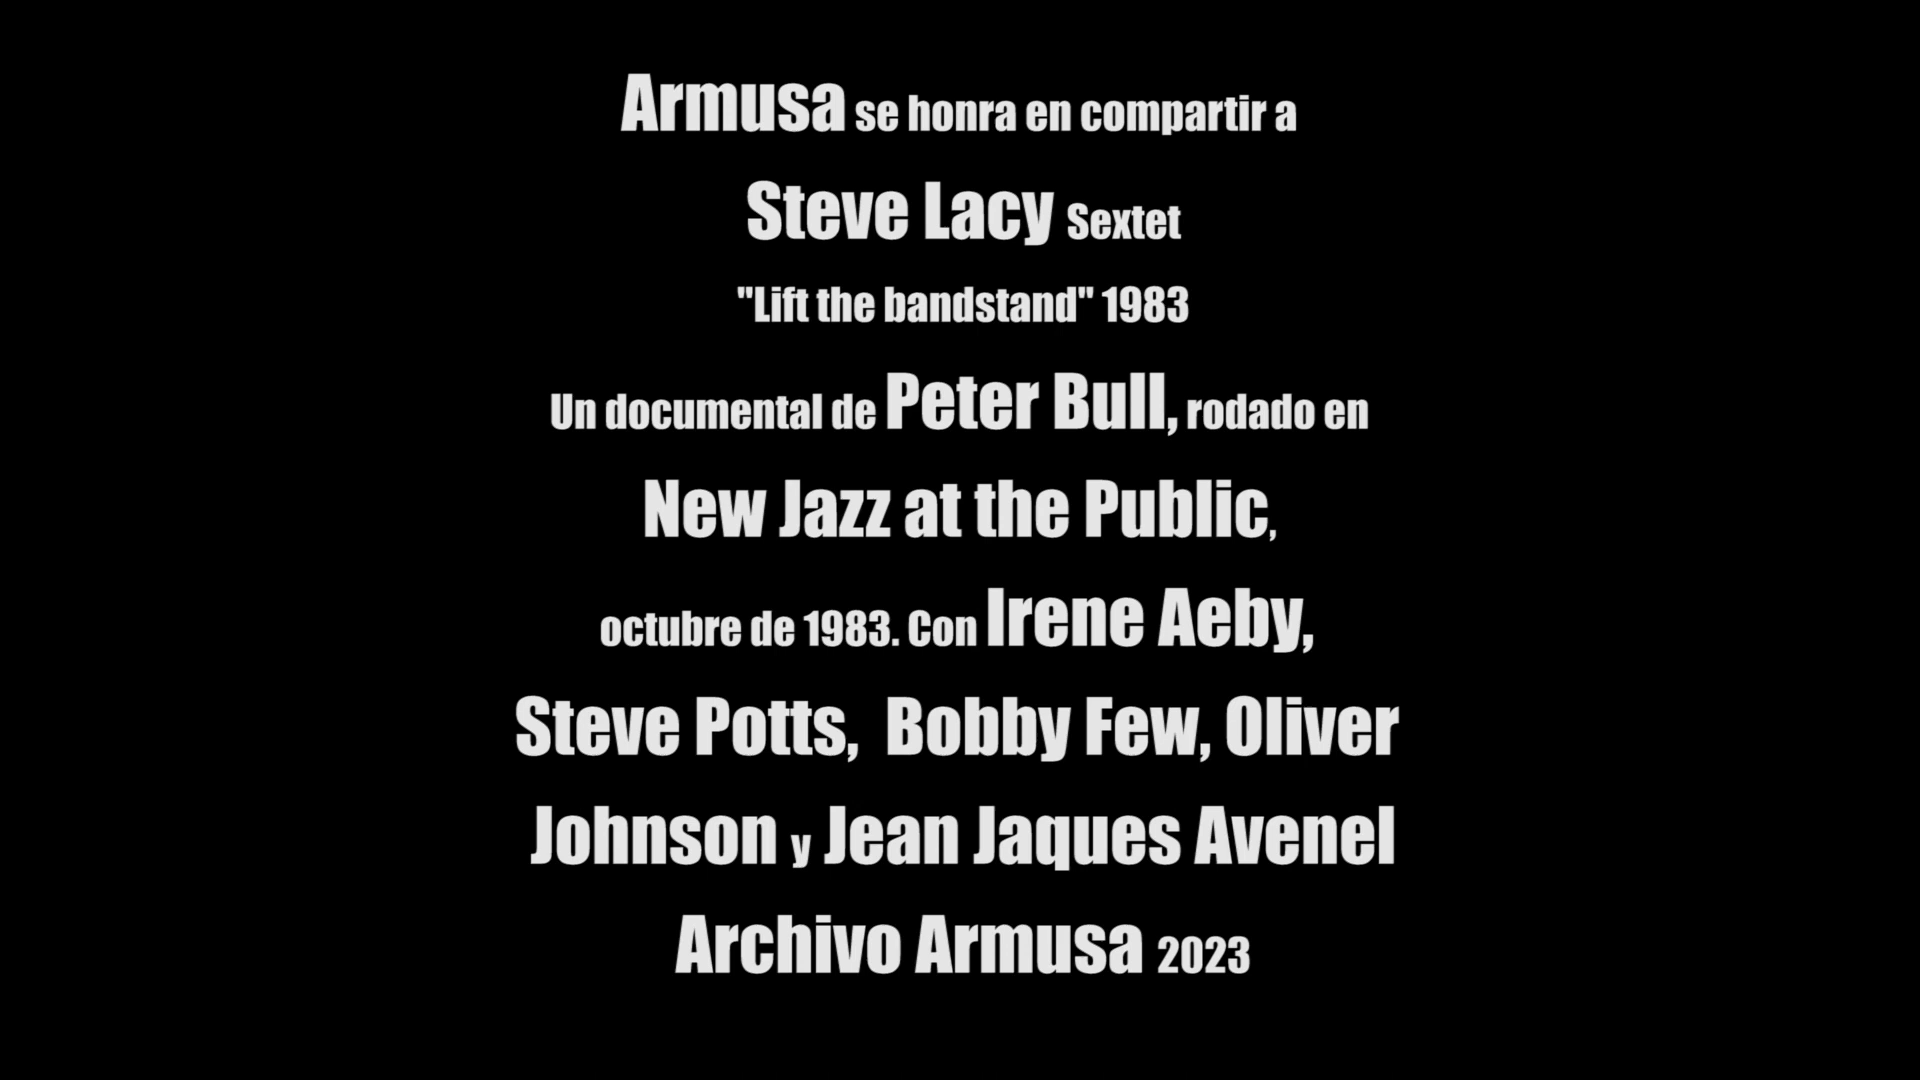 Armusa se honra en compartir a
Steve Lacy Sextet
"Lift the bandstand" 1983
Un documental de Peter Bull, rodado en
New Jazz at the Public,
octubre de 1983. Con Irene Aeby,
Steve Potts, Bobby Few, Oliver
Johnson y Jean Jaques Avenel
Archivo Armusa 2023